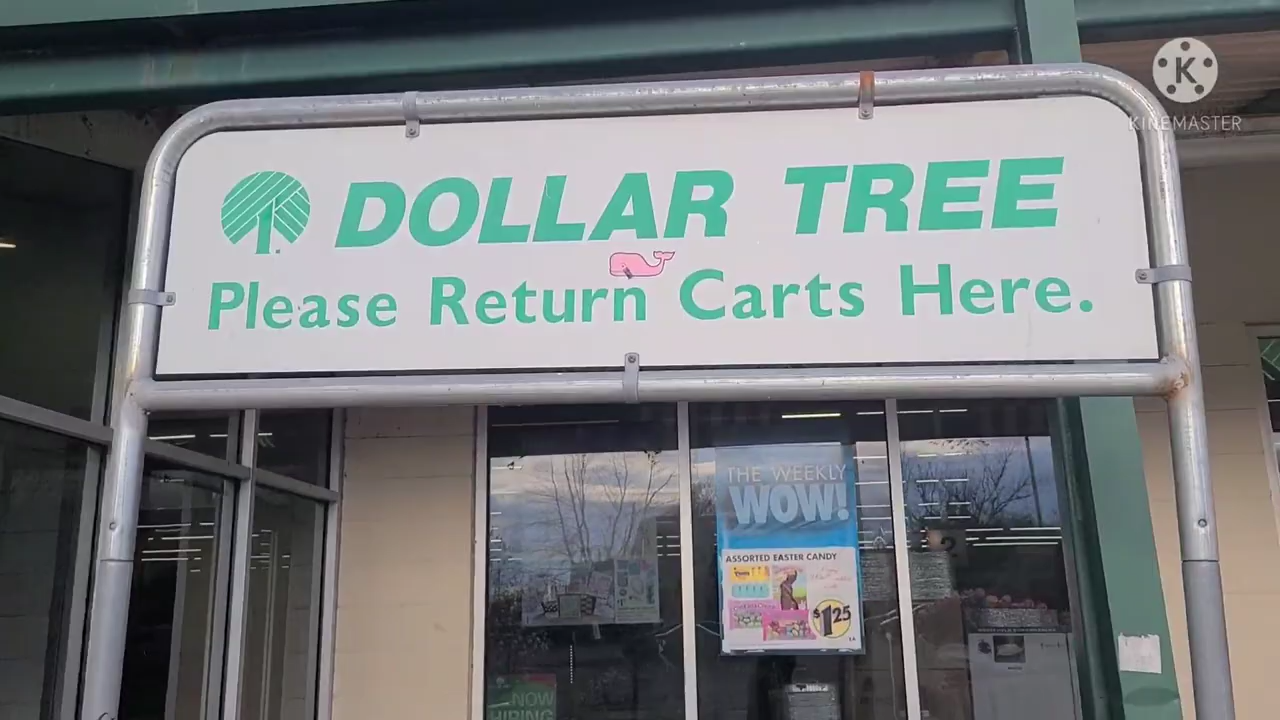 K
KINEMASTER
DOLLAR TREE
Please Return Carts Here.
THE WEEKLY
WOW!
ASSORTED EASTER CANDY
$1.25
NOW
HIRING